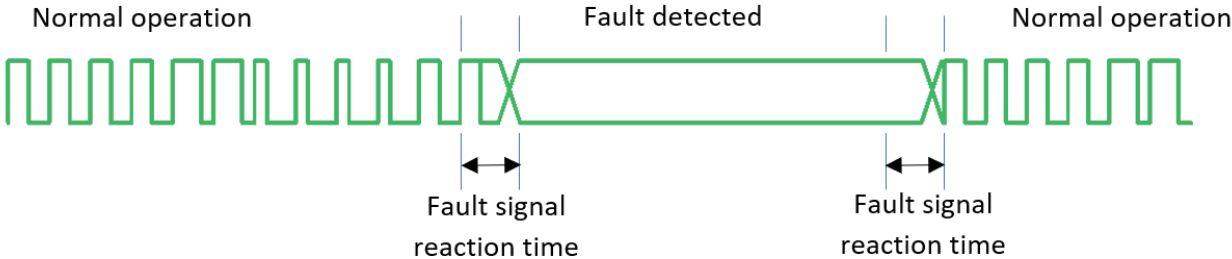 Normal operation
Fault detected
Normal operation
Fault signal
reaction time
Fault signal
reaction time